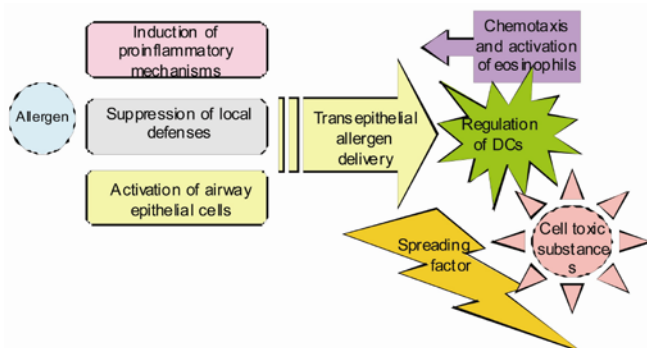 Allergen
Induction of
proinflammatory
mechanisms
Suppression of local
defenses
Activation of airway
epithelial cells
Transepithelial
allergen
delivery
Chemotaxis
and activation
of eosinophils
Regulation
of DCs
Cell toxic
substance
s
Spreading
factor